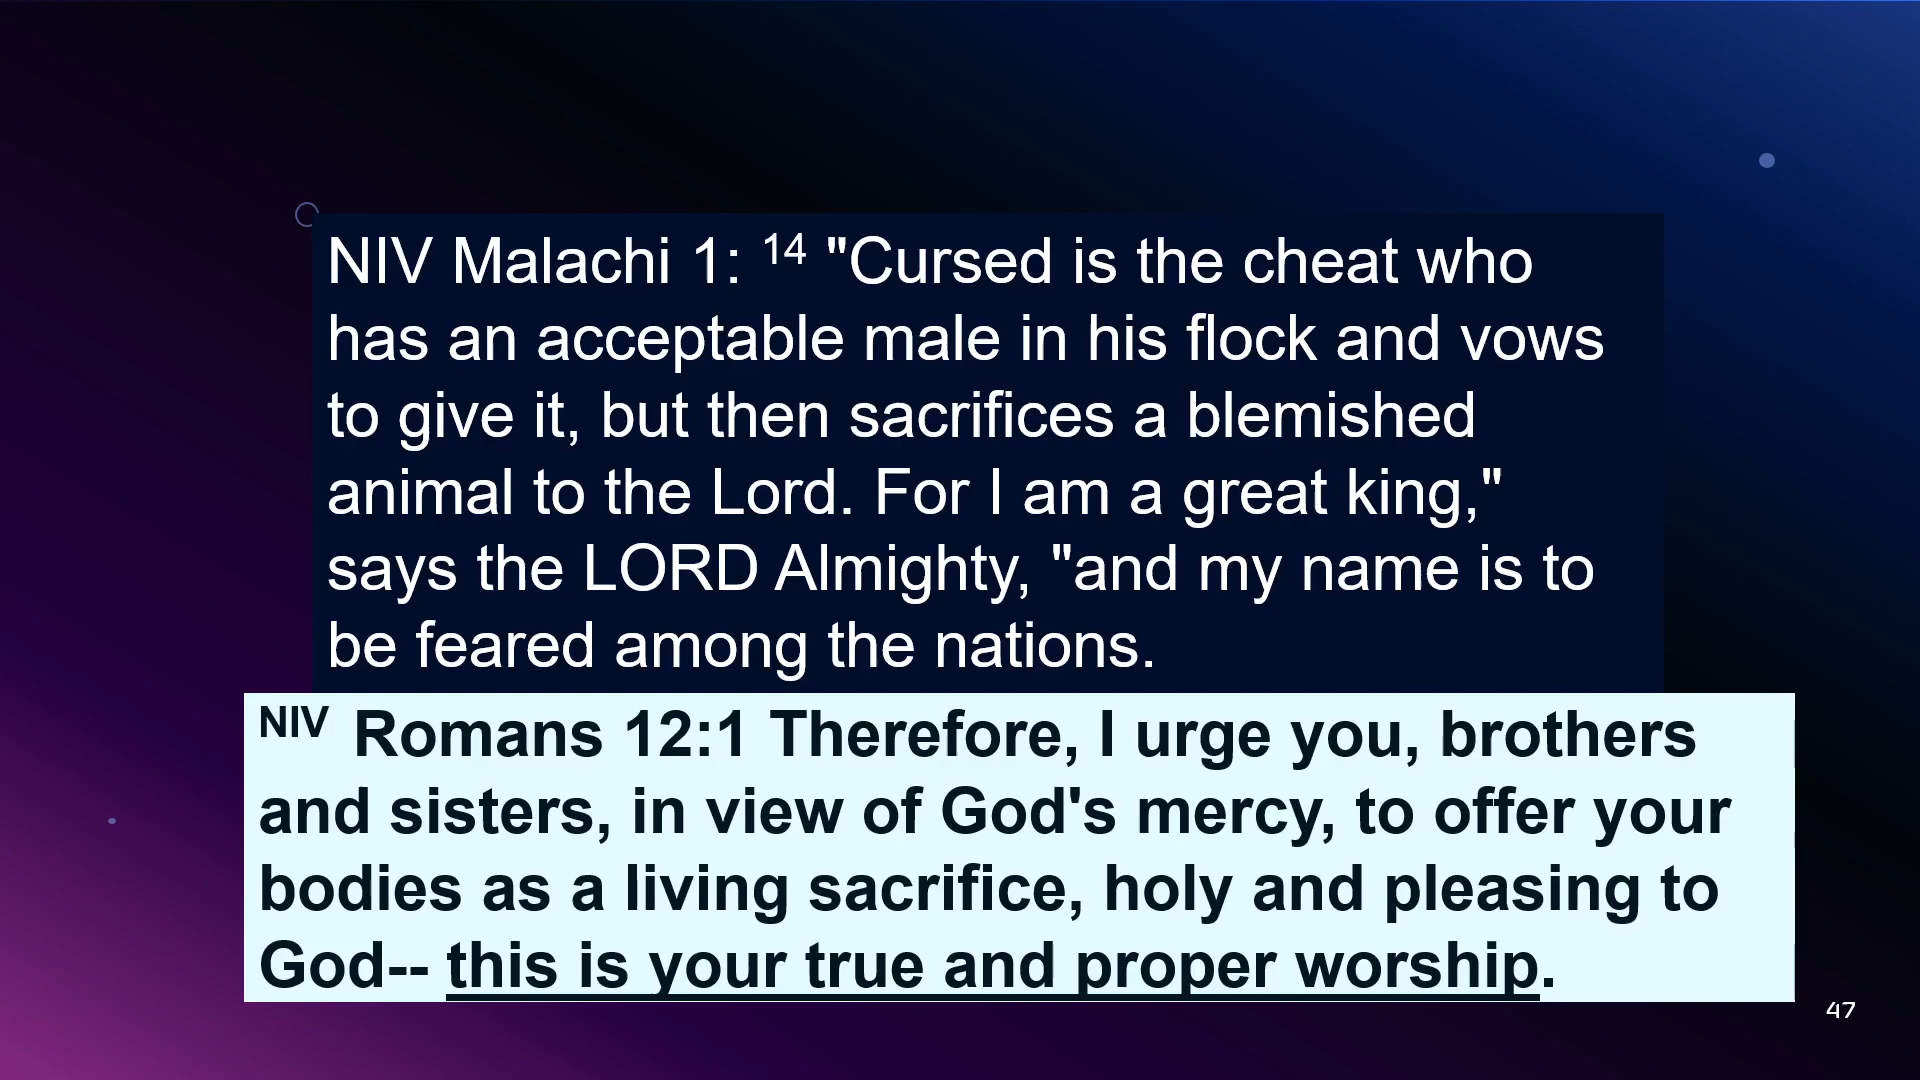 NIV Malachi 1: 14 "Cursed is the cheat who
has an acceptable male in his flock and vows
to give it, but then sacrifices a blemished
animal to the Lord. For I am a great king,"
says the LORD Almighty, "and my name is to
be feared among the nations.
NIV Romans 12:1 Therefore, I urge you, brothers
and sisters, in view of God's mercy, to offer your
bodies as a living sacrifice, holy and pleasing to
God-- this is your true and proper worship.
47